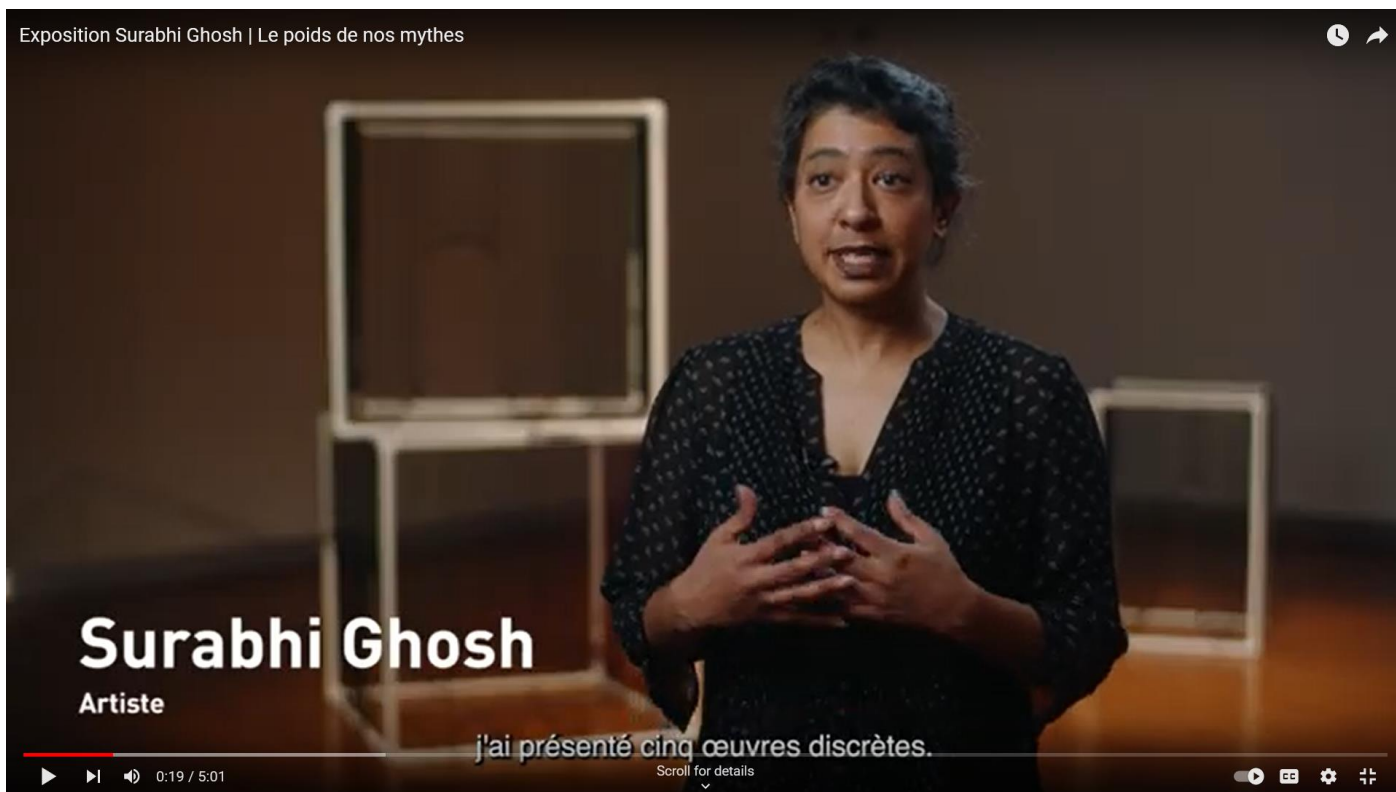 Exposition Surabhi Ghosh | Le poids de nos mythes
Surabhi Ghosh
Artiste
j'ai présenté cinq œuvres discrètes.
0:19 / 5:01
Scroll for details
CC